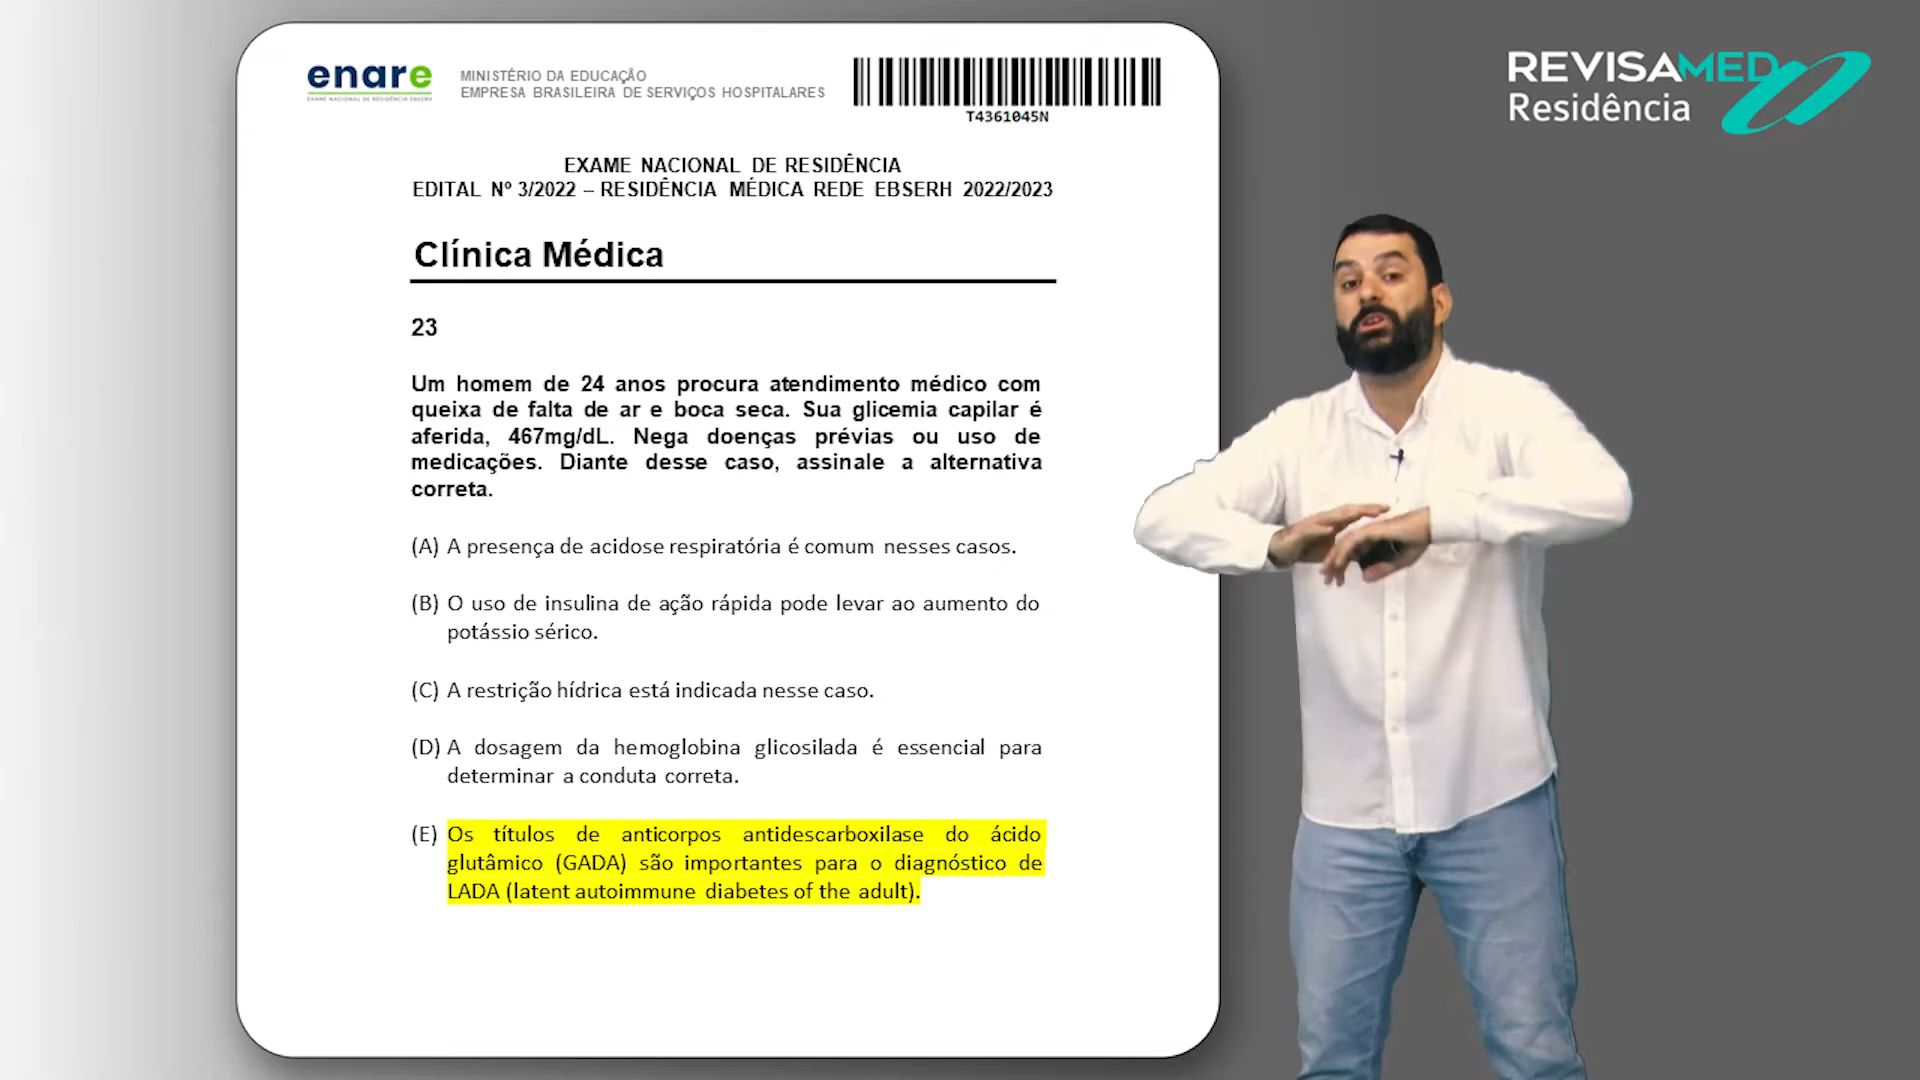 enare
EXAME NACIONAL DE RESIDÊNCIA EBSERH
MINISTÉRIO DA EDUCAÇÃO
EMPRESA BRASILEIRA DE SERVIÇOS HOSPITALARES
T4361045N
REVISAMED
Residência
EXAME NACIONAL DE RESIDÊNCIA
EDITAL Nº 3/2022 – RESIDÊNCIA MÉDICA REDE EBSERH 2022/2023
Clínica Médica
23
Um homem de 24 anos procura atendimento médico com
queixa de falta de ar e boca seca. Sua glicemia capilar é
aferida, 467mg/dL. Nega doenças prévias ou uso de
medicações. Diante desse caso, assinale a alternativa
correta.
(A) A presença de acidose respiratória é comum nesses casos.
(B) O uso de insulina de ação rápida pode levar ao aumento do
potássio sérico.
(C) A restrição hídrica está indicada nesse caso.
(D) A dosagem da hemoglobina glicosilada é essencial para
determinar a conduta correta.
(E) Os títulos de anticorpos antidescarboxilase do ácido
glutâmico (GADA) são importantes para o diagnóstico de
LADA (latent autoimmune diabetes of the adult).